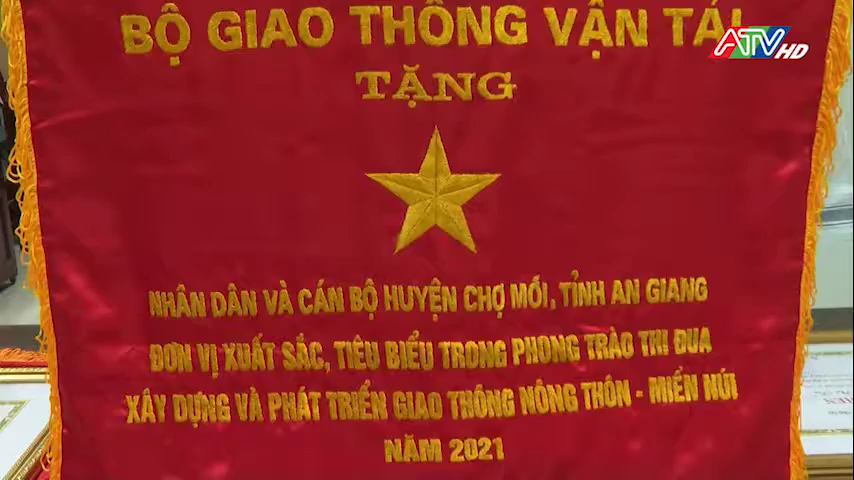 BỘ GIAO THÔNG VẬN TẢI
ATV HD
TẶNG
NHÂN DÂN VÀ CÁN BỘ HUYỆN CHỢ MỚI, TỈNH AN GIANG
ĐƠN VỊ XUẤT SẮC, TIÊU BIỂU TRONG PHONG TRÀO THI ĐUA
XÂY DỰNG VÀ PHÁT TRIỂN GIAO THÔNG NÔNG THÔN - MIỀN NÚI
NĂM 2021